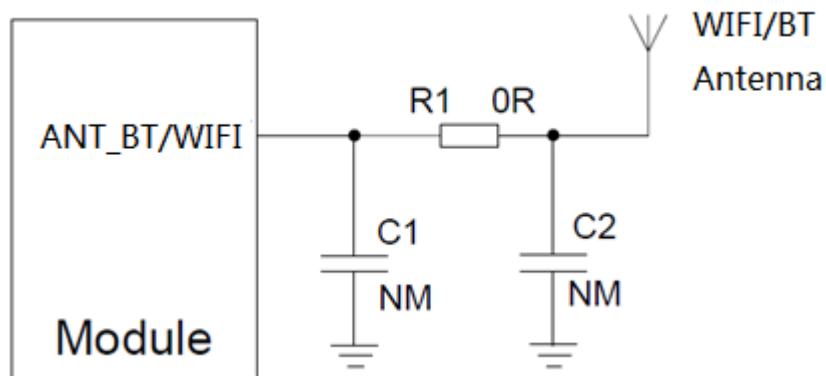 WIFI/BT
Antenna
R1 0R
ANT_BT/WIFI
C1
NM
C2
NM
Module